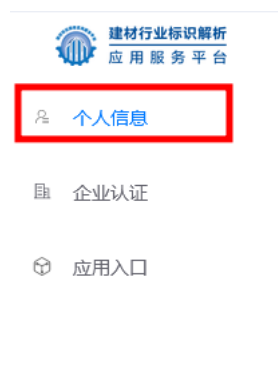 建材行业标识解析
应用服务平台
个人信息
企业认证
应用入口